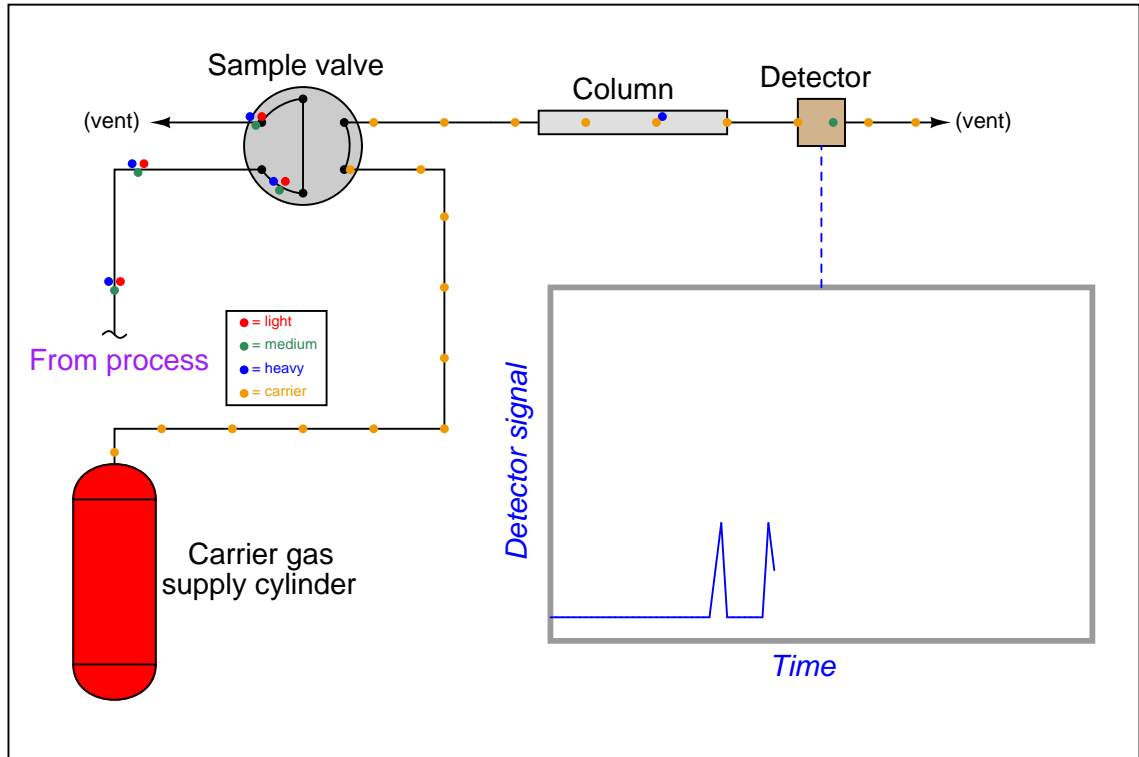 Sample valve
Column
Detector
(vent)
(vent)
= light
= medium
= heavy
= carrier
From process
Detector signal
Carrier gas
supply cylinder
Time